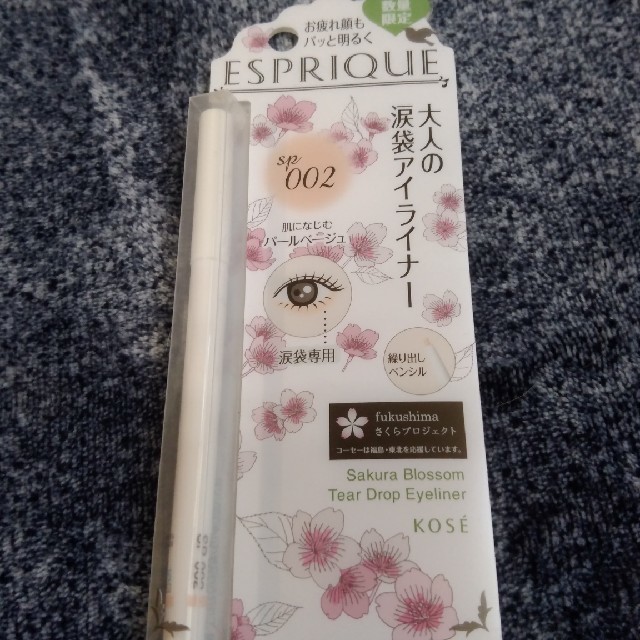 数量
限定
お疲れ顔も
パッと明るく
ESPRIQUE
大人の
涙袋アイライナー
sp
002
肌になじむ
パールベージュ
涙袋専用
繰り出し
ペンシル
fukushima
さくらプロジェクト
コーセーは福島・東北を応援しています。
Sakura Blossom
Tear Drop Eyeliner
KOSÉ
SP 002